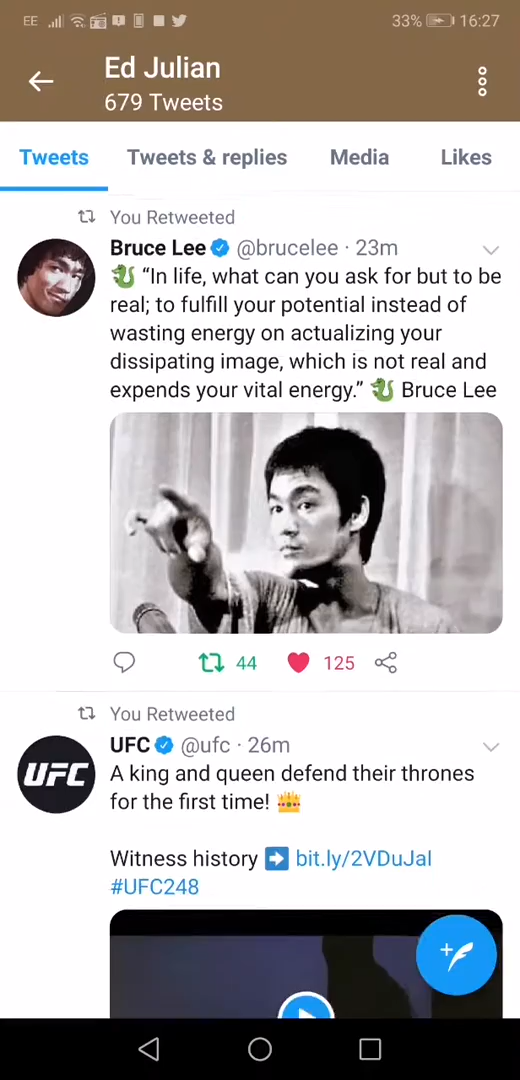 EE 33% 16:27
Ed Julian
679 Tweets
Tweets Tweets & replies Media Likes
You Retweeted
Bruce Lee @brucelee · 23m
🐉 “In life, what can you ask for but to be
real; to fulfill your potential instead of
wasting energy on actualizing your
dissipating image, which is not real and
expends your vital energy.” 🐉 Bruce Lee
44 125
You Retweeted
UFC
UFC @ufc · 26m
A king and queen defend their thrones
for the first time! 👑
Witness history ➡️ bit.ly/2VDuJal
#UFC248